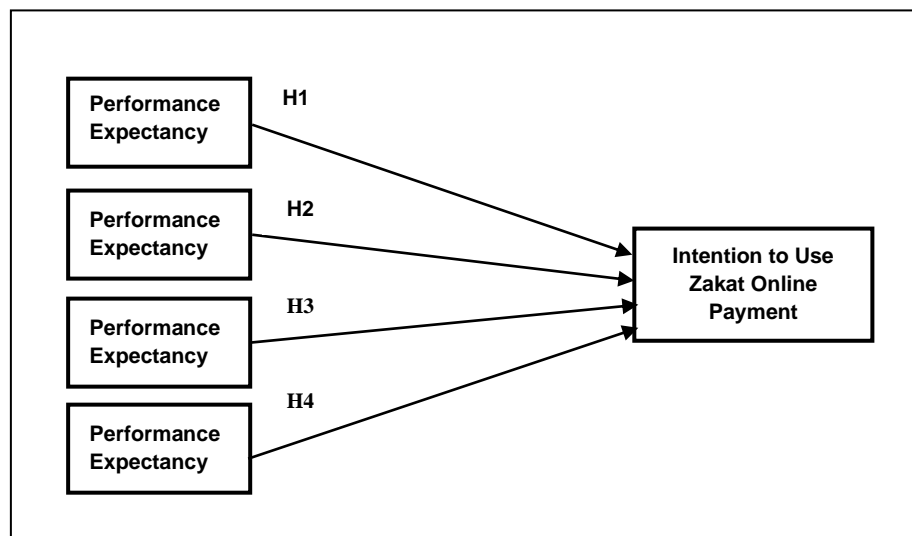 Performance
Expectancy
H1
Performance
Expectancy
H2
Performance
Expectancy
H3
Performance
Expectancy
H4
Intention to Use
Zakat Online
Payment